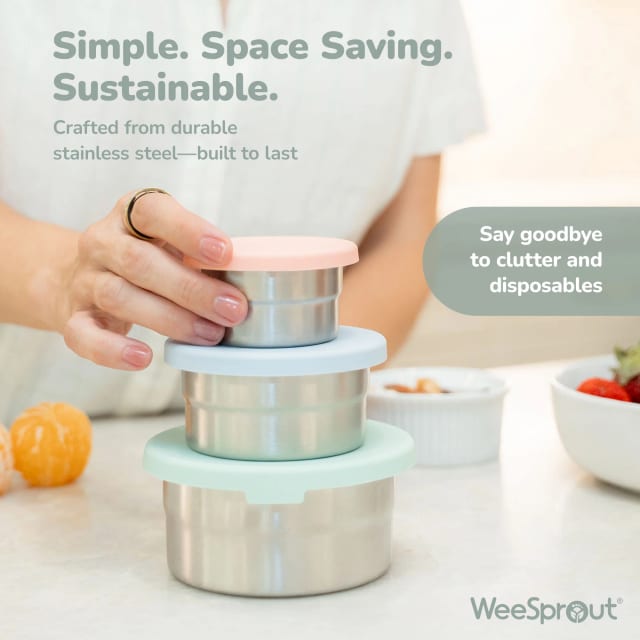 Simple. Space Saving.
Sustainable.
Crafted from durable
stainless steel—built to last
Say goodbye
to clutter and
disposables
WeeSprout®